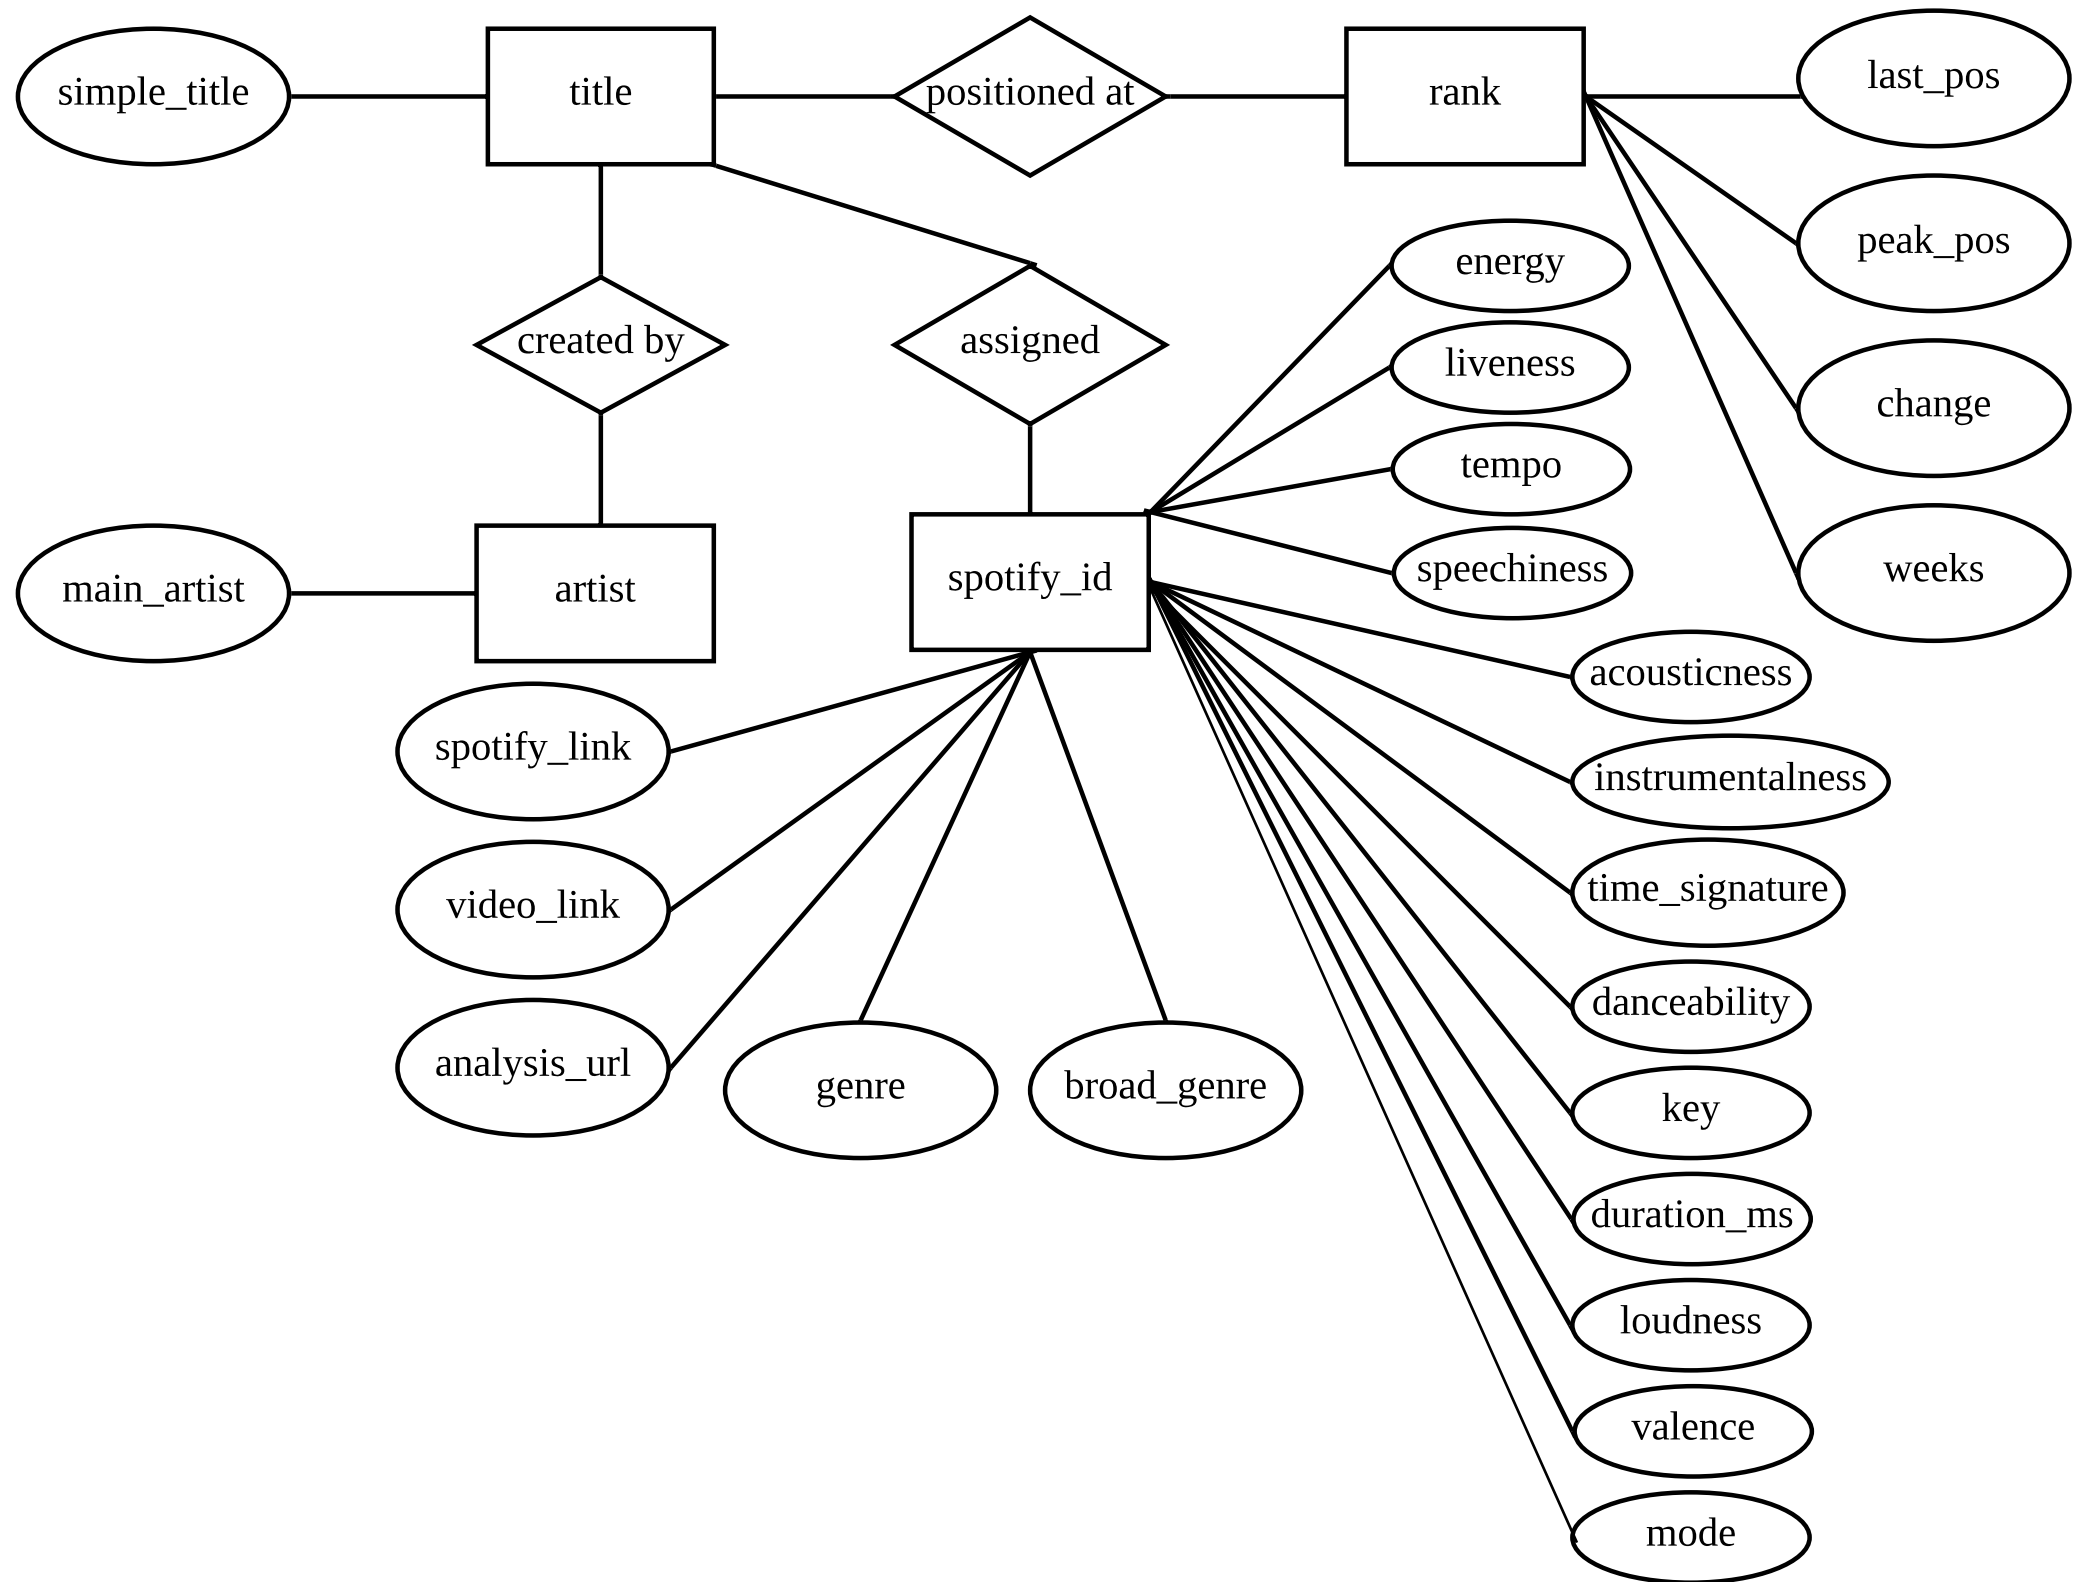 simple_title
title
positioned at
rank
last_pos
peak_pos
energy
created by
assigned
liveness
change
tempo
main_artist
artist
spotify_id
speechiness
weeks
acousticness
spotify_link
instrumentalness
video_link
time_signature
danceability
analysis_url
genre
broad_genre
key
duration_ms
loudness
valence
mode